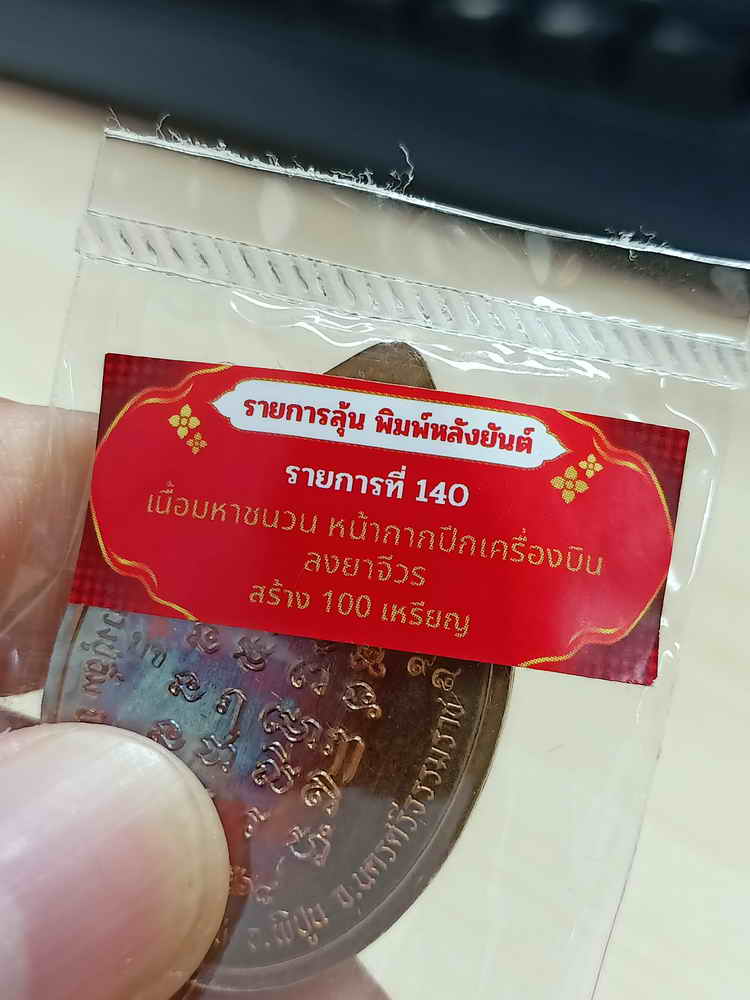 รายการลุ้น พิมพ์หลังยันต์
รายการที่ 140
เนื้อมหาชนวน หน้ากากปีกเครื่องบิน
ลงยาจีวร
สร้าง 100 เหรียญ
อ.พิปูน จ.นครศรีธรรมราช